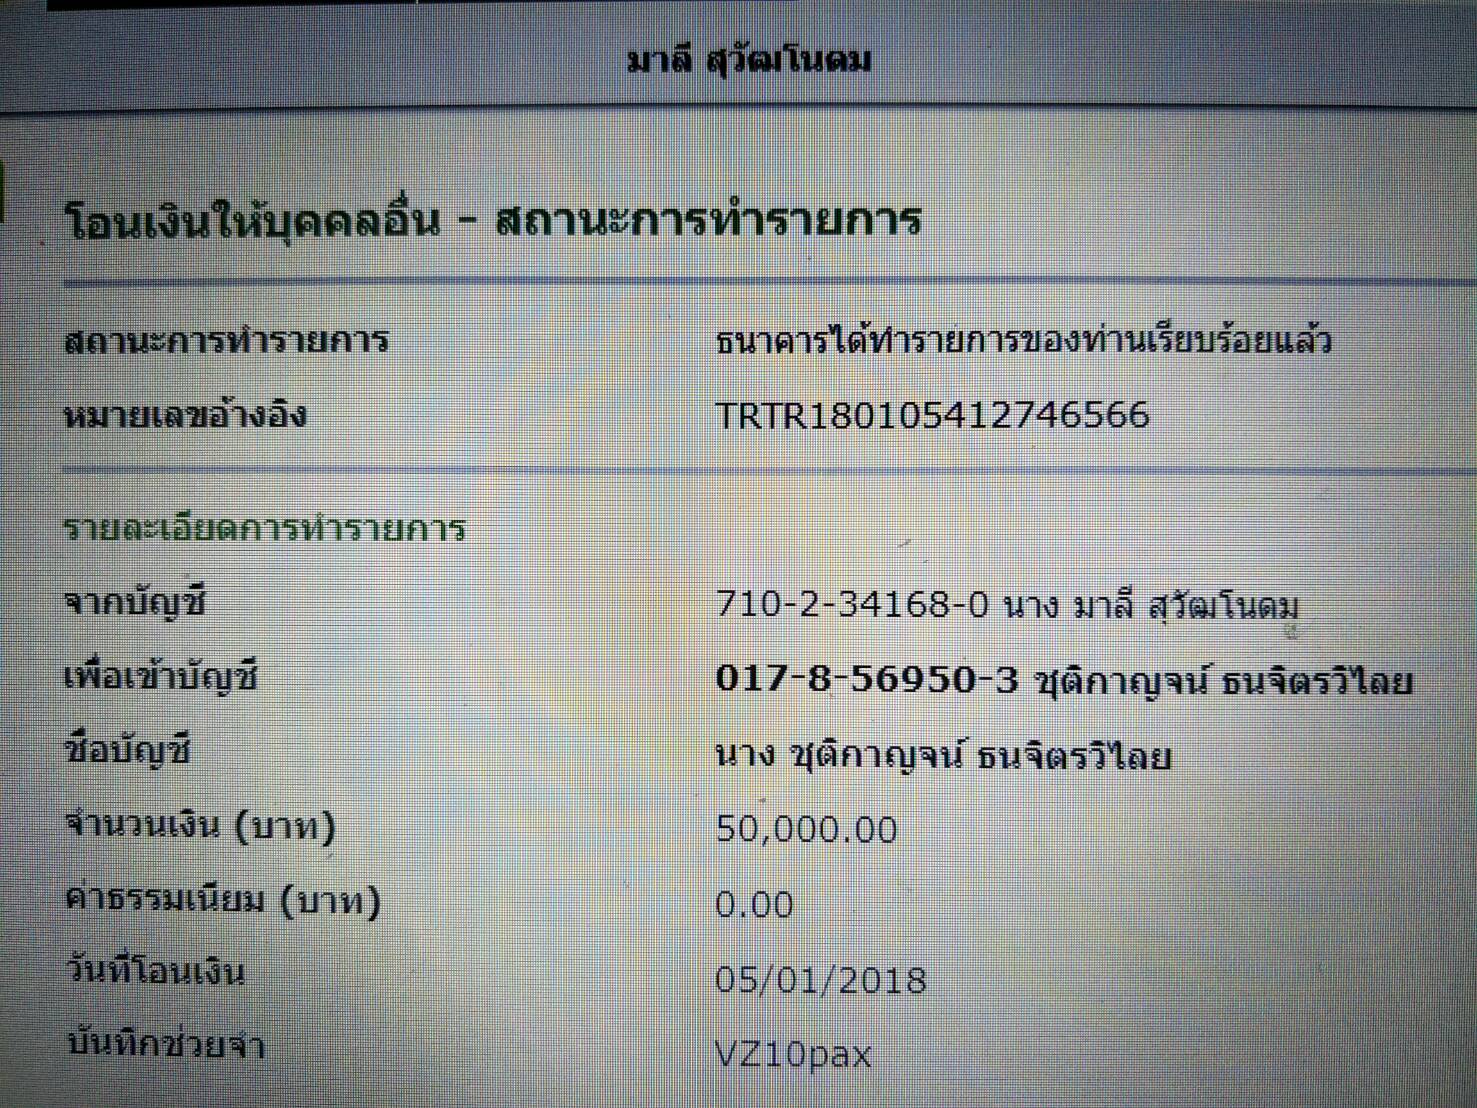 มาลี สุวัฒโนดม
โอนเงินให้บุคคลอื่น - สถานะการทำรายการ
สถานะการทำรายการ ธนาคารได้ทำรายการของท่านเรียบร้อยแล้ว
หมายเลขอ้างอิง TRTR180105412746566
รายละเอียดการทำรายการ
จากบัญชี 710-2-34168-0 นาง มาลี สุวัฒโนดม
เพื่อเข้าบัญชี 017-8-56950-3 ชุติกาญจน์ ธนจิตรวิไลย
ชื่อบัญชี นาง ชุติกาญจน์ ธนจิตรวิไลย
จำนวนเงิน (บาท) 50,000.00
ค่าธรรมเนียม (บาท) 0.00
วันที่โอนเงิน 05/01/2018
บันทึกช่วยจำ VZ10pax